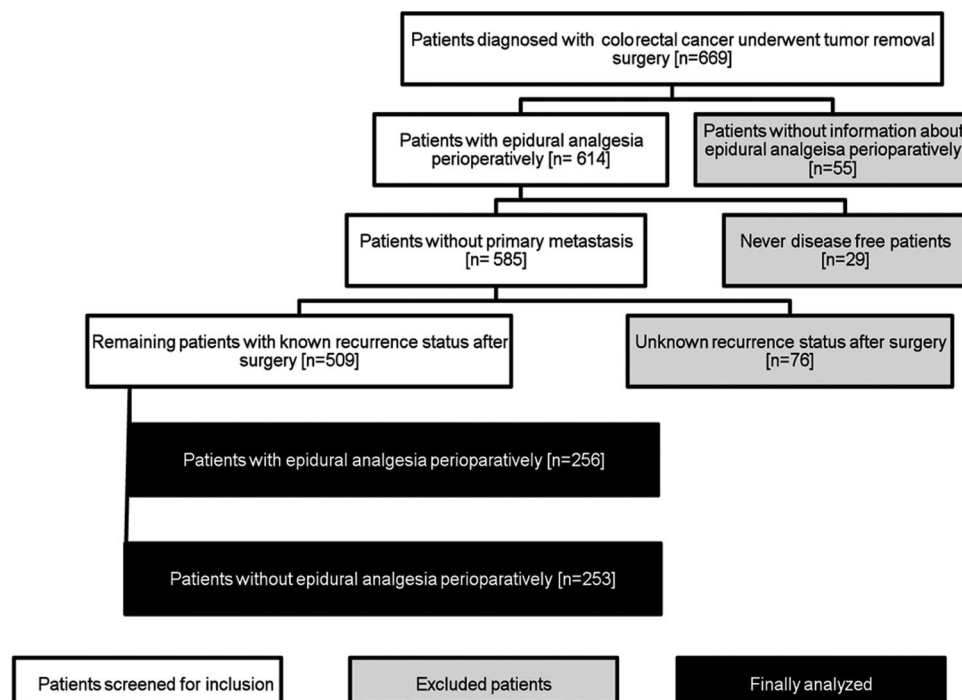 Patients diagnosed with colorectal cancer underwent tumor removal
surgery [n=669]
Patients with epidural analgesia
perioperatively [n= 614]
Patients without information about
epidural analgeisa perioparatively
[n=55]
Patients without primary metastasis
[n= 585]
Never disease free patients
[n=29]
Remaining patients with known recurrence status after
surgery [n=509]
Unknown recurrence status after surgery
[n=76]
Patients with epidural analgesia perioparatively [n=256]
Patients without epidural analgesia perioparatively [n=253]
Patients screened for inclusion
Excluded patients
Finally analyzed